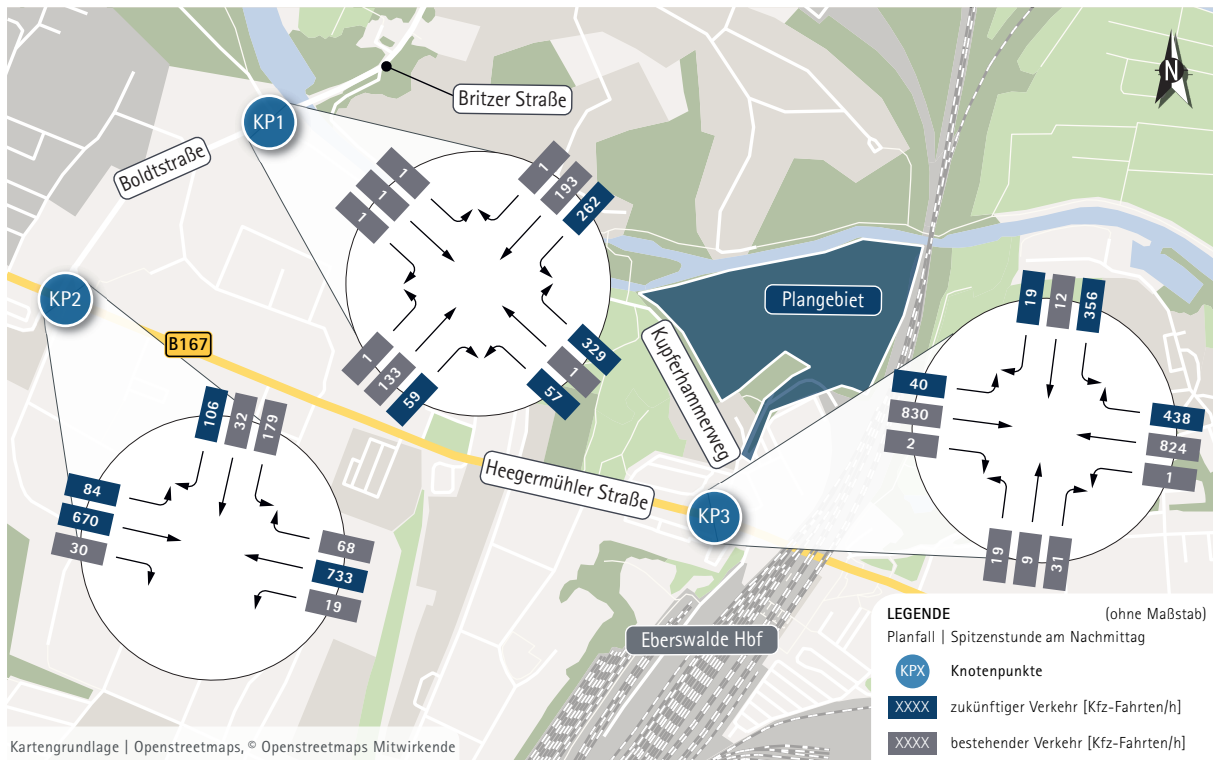 N
Britzer Straße
KP1
Boldtstraße
1
1
1
1
193
262
329
1
57
1
133
59
KP2
B167
Plangebiet
Kupferhammerweg
Heegermühler Straße
KP3
19
12
356
40
830
2
438
824
1
19
9
31
106
32
179
84
670
30
68
733
19
Eberswalde Hbf
LEGENDE (ohne Maßstab)
Planfall | Spitzenstunde am Nachmittag
KPX Knotenpunkte
XXXX zukünftiger Verkehr [Kfz-Fahrten/h]
XXXX bestehender Verkehr [Kfz-Fahrten/h]
Kartengrundlage | Openstreetmaps, © Openstreetmaps Mitwirkende